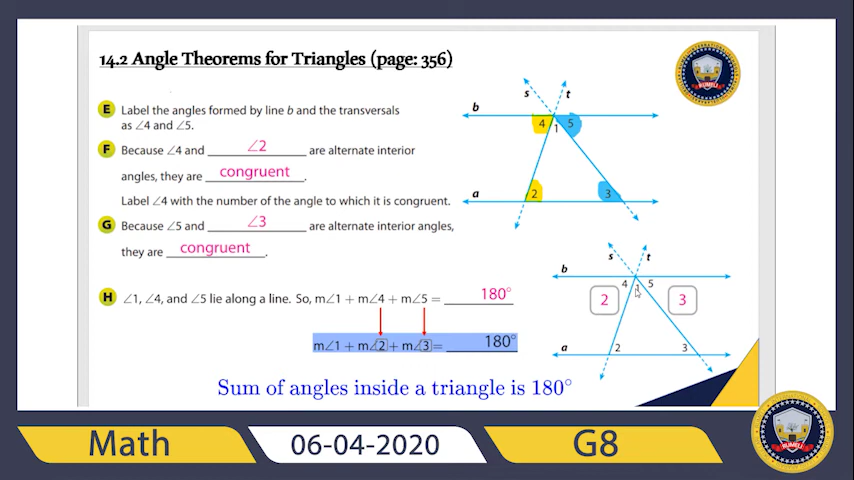 14.2 Angle Theorems for Triangles (page: 356)
E Label the angles formed by line b and the transversals
as ∠4 and ∠5.
F Because ∠4 and ∠2 are alternate interior
angles, they are congruent.
Label ∠4 with the number of the angle to which it is congruent.
G Because ∠5 and ∠3 are alternate interior angles,
they are congruent.
H ∠1, ∠4, and ∠5 lie along a line. So, m∠1 + m∠4 + m∠5 = 180°
m∠1 + m∠2 + m∠3 = 180°
Sum of angles inside a triangle is 180°
s t
b
4 1 5
a
2 3
s t
b
4 1 5
2 3
a 2 3
BUMELI
Math 06-04-2020 G8
BUMELI